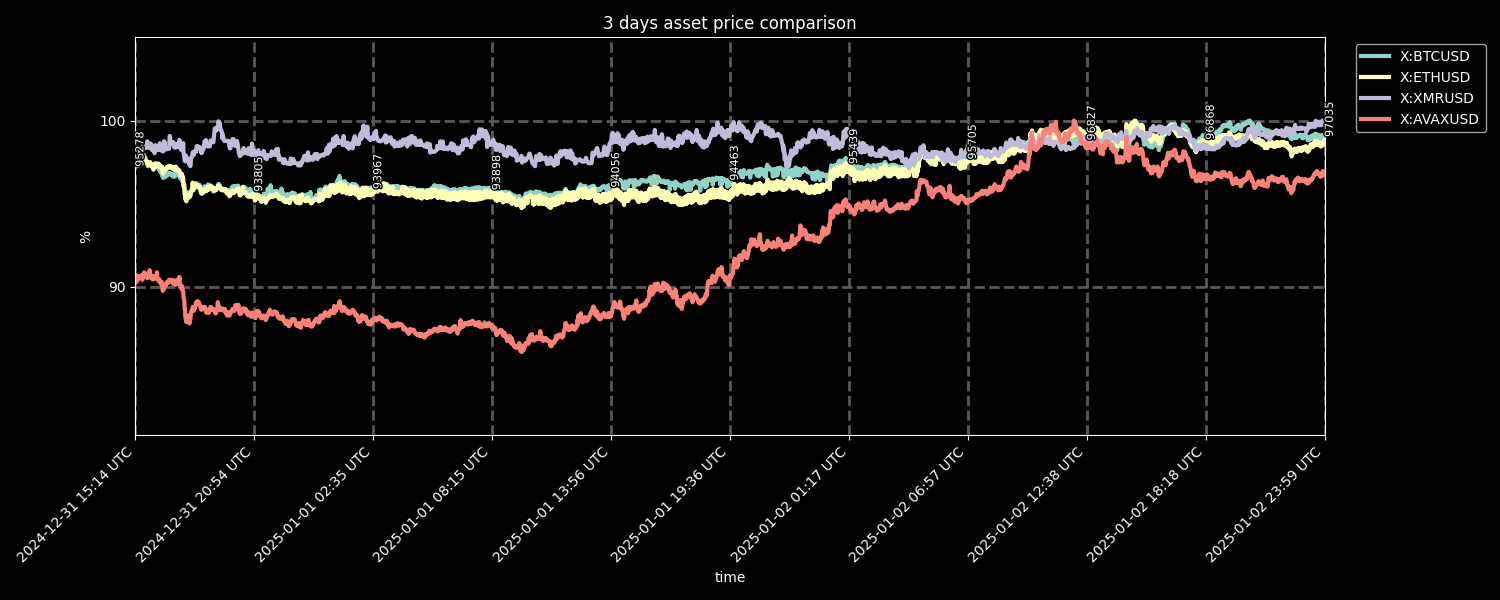 3 days asset price comparison
X:BTCUSD
X:ETHUSD
X:XMRUSD
X:AVAXUSD
%
100
90
95278
93805
93967
93898
94056
94463
95439
95705
96827
96868
97035
2024-12-31 15:14 UTC
2024-12-31 20:54 UTC
2025-01-01 02:35 UTC
2025-01-01 08:15 UTC
2025-01-01 13:56 UTC
2025-01-01 19:36 UTC
2025-01-02 01:17 UTC
2025-01-02 06:57 UTC
2025-01-02 12:38 UTC
2025-01-02 18:18 UTC
2025-01-02 23:59 UTC
time